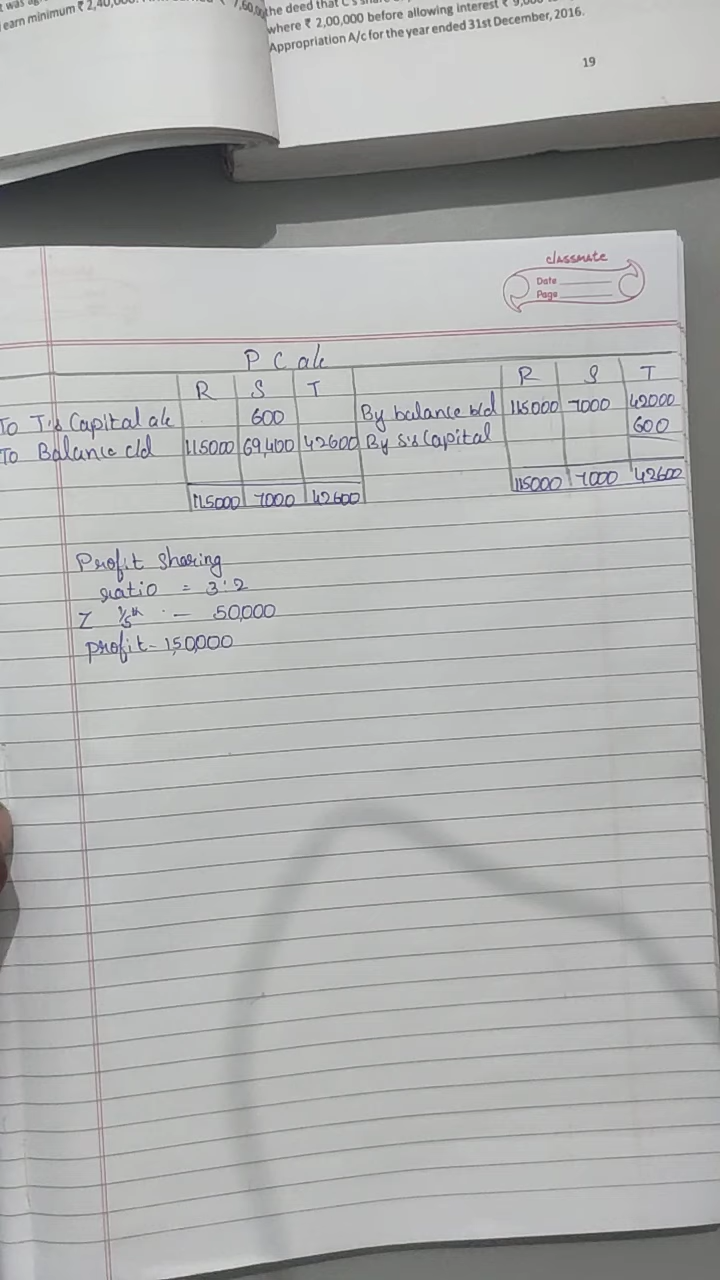 earn minimum ₹ 2,40,
the deed that C's
where ₹ 2,00,000 before allowing interest ₹ 9,
Appropriation A/c for the year ended 31st December, 2016.
19
classmate
Date
Page
P C a/c
R S T R S T
To T's Capital a/c 600 By balance b/d 115000 7000 42000
To Balance c/d 115000 69,400 42600 By S's Capital 600
115000 7000 42600 115000 7000 42600
Profit sharing
ratio = 3:2
Z 1/5th - 50,000
profit - 1,50,000